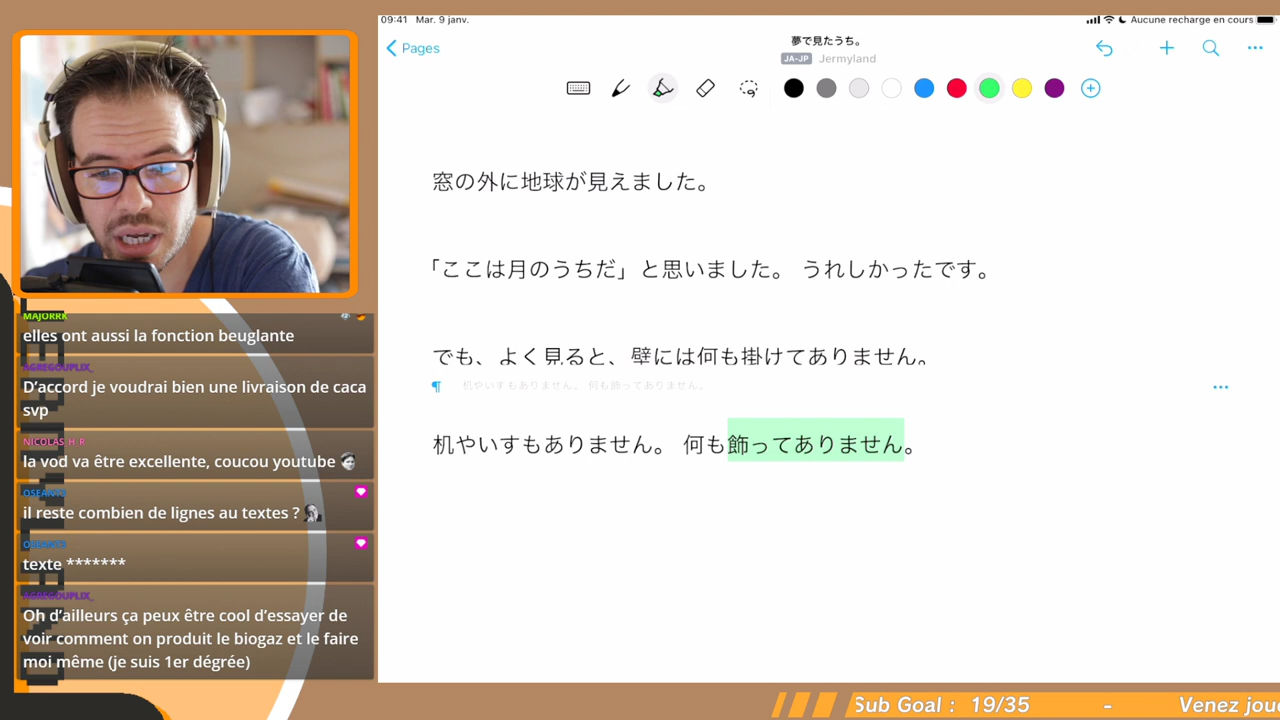 09:41 Mar. 9 janv.
Aucune recharge en cours
Pages
夢で見たうち。
JA-JP Jermyland
窓の外に地球が見えました。
「ここは月のうちだ」と思いました。 うれしかったです。
でも、よく見ると、壁には何も掛けてありません。
¶ 机やいすもありません。 何も飾ってありません。
机やいすもありません。 何も飾ってありません。
MAJORRK
elles ont aussi la fonction beuglante
AGREGOUPLIX_
D'accord je voudrai bien une livraison de caca
svp
NICOLAS_H_R
la vod va être excellente, coucou youtube
il reste combien de lignes au textes ?
texte *******
AGREGOUPLIX_
Oh d'ailleurs ça peux être cool d'essayer de
voir comment on produit le biogaz et le faire
moi même (je suis 1er dégrée)
Sub Goal : 19/35 - Venez jou